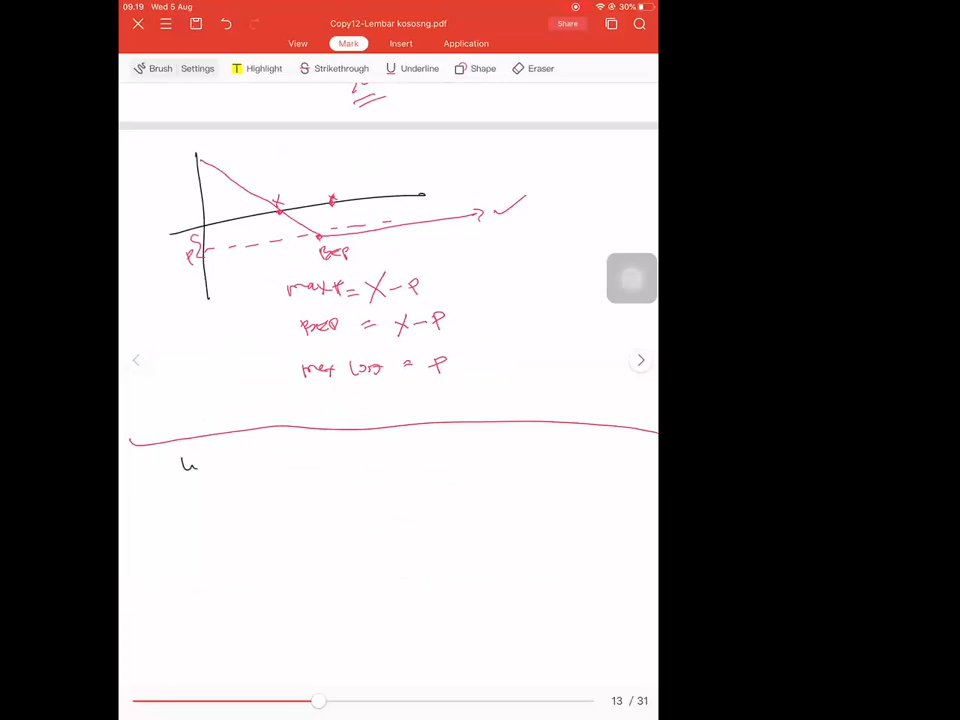 09.19 Wed 5 Aug
30%
Copy12-Lembar kososng.pdf
Share
View Mark Insert Application
Brush Settings Highlight Strikethrough Underline Shape Eraser
X
P
BEP
= X - P
BEP = X - P
max loss = P
13 / 31